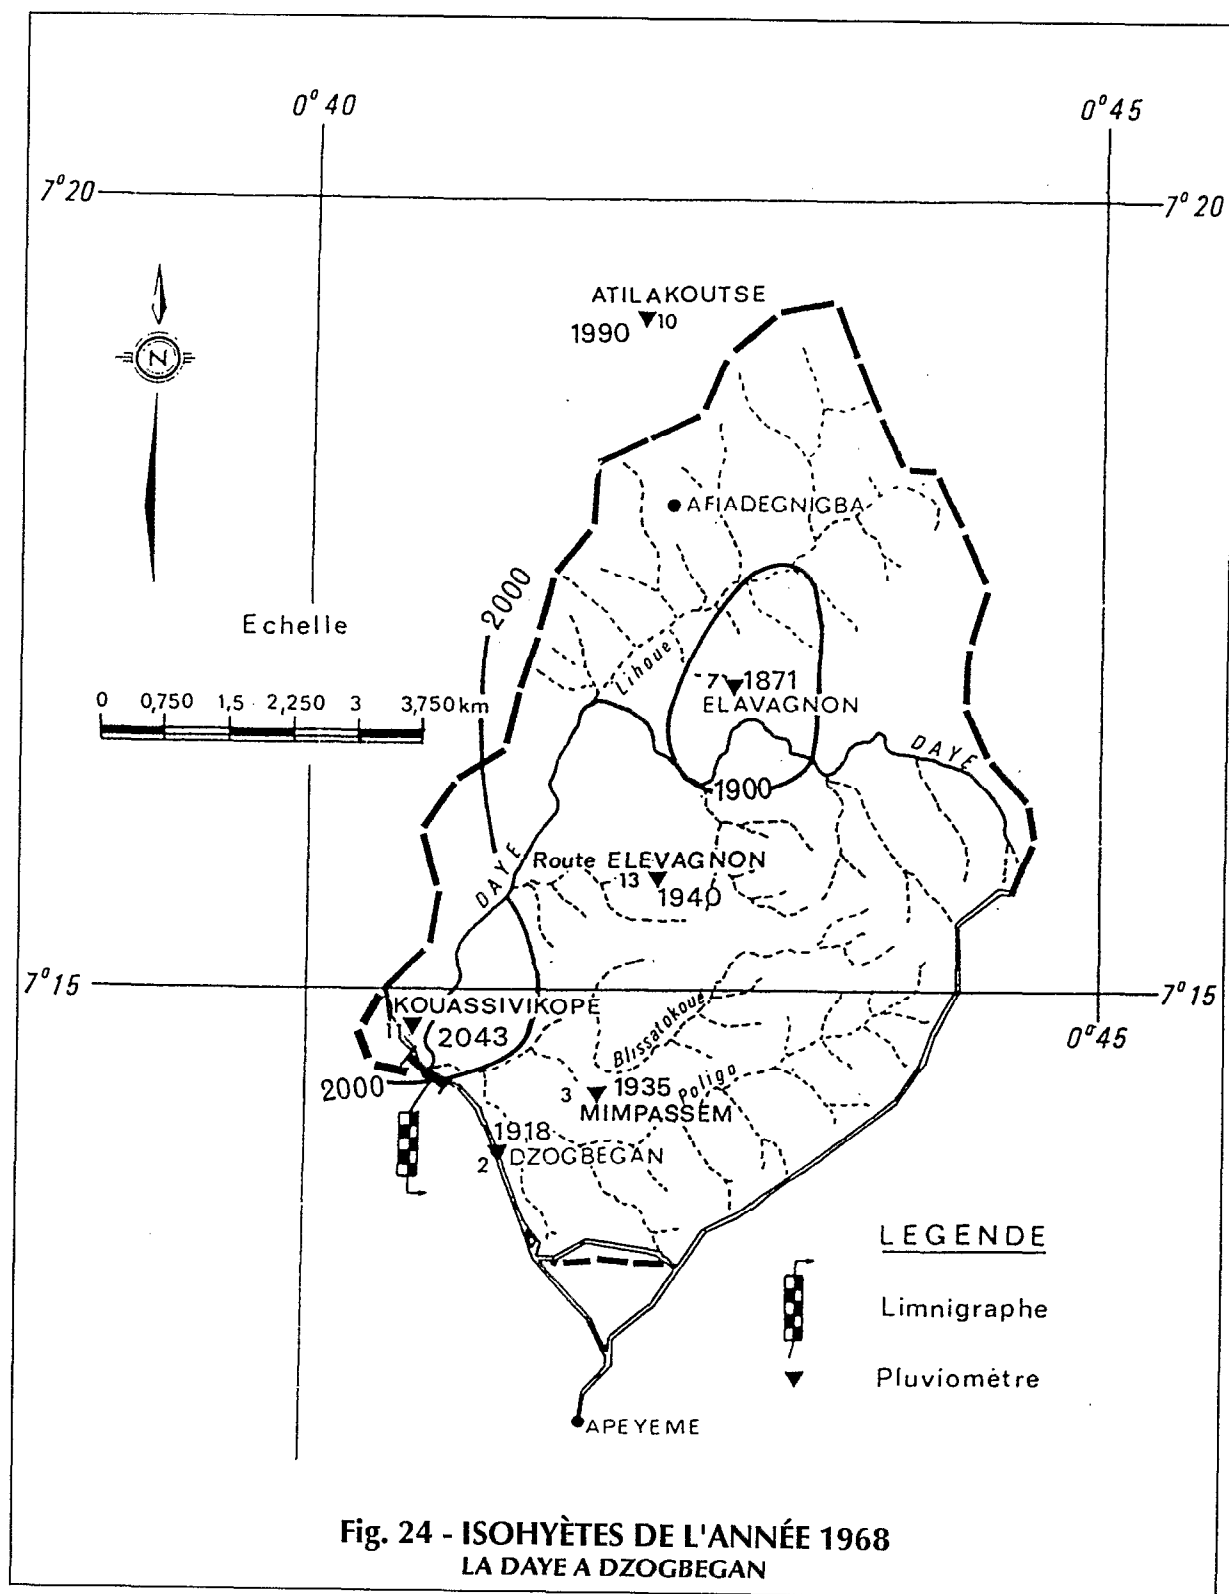 0° 40
0° 45
7° 20
7° 20
ATILAKOUTSE
1990 10
AFIADEGNIGBA
2000
Echelle
Lihoue
0 0,750 1,5 2,250 3 3,750 km
7 1871
ELAVAGNON
DAYE
1900
DAYE
Route ELEVAGNON
13
1940
7° 15
7° 15
KOUASSIVIKOPE
2043
0° 45
Blissatokoue
2000
3 1935
Poligo
MIMPASSEM
1918
2 DZOGBEGAN
LEGENDE
Limnigraphe
Pluviomètre
APEYEME
N
Fig. 24 - ISOHYÈTES DE L'ANNÉE 1968
LA DAYE A DZOGBEGAN